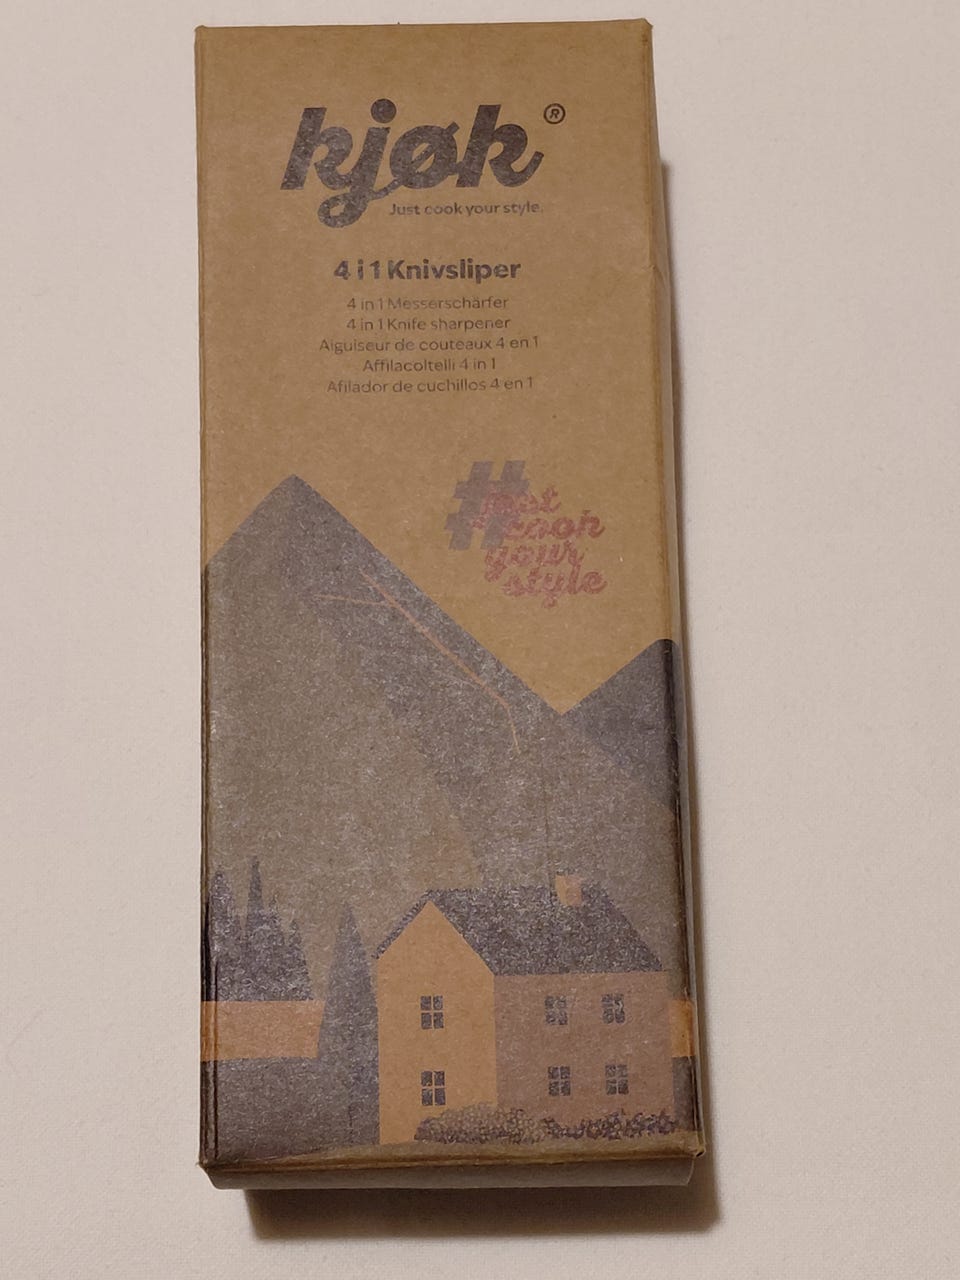 kjøk®
Just cook your style.
4 i 1 Knivsliper
4 in 1 Messerschärfer
4 in 1 Knife sharpener
Aiguiseur de couteaux 4 en 1
Affilacoltelli 4 in 1
Afilador de cuchillos 4 en 1
#just
cook
your
style